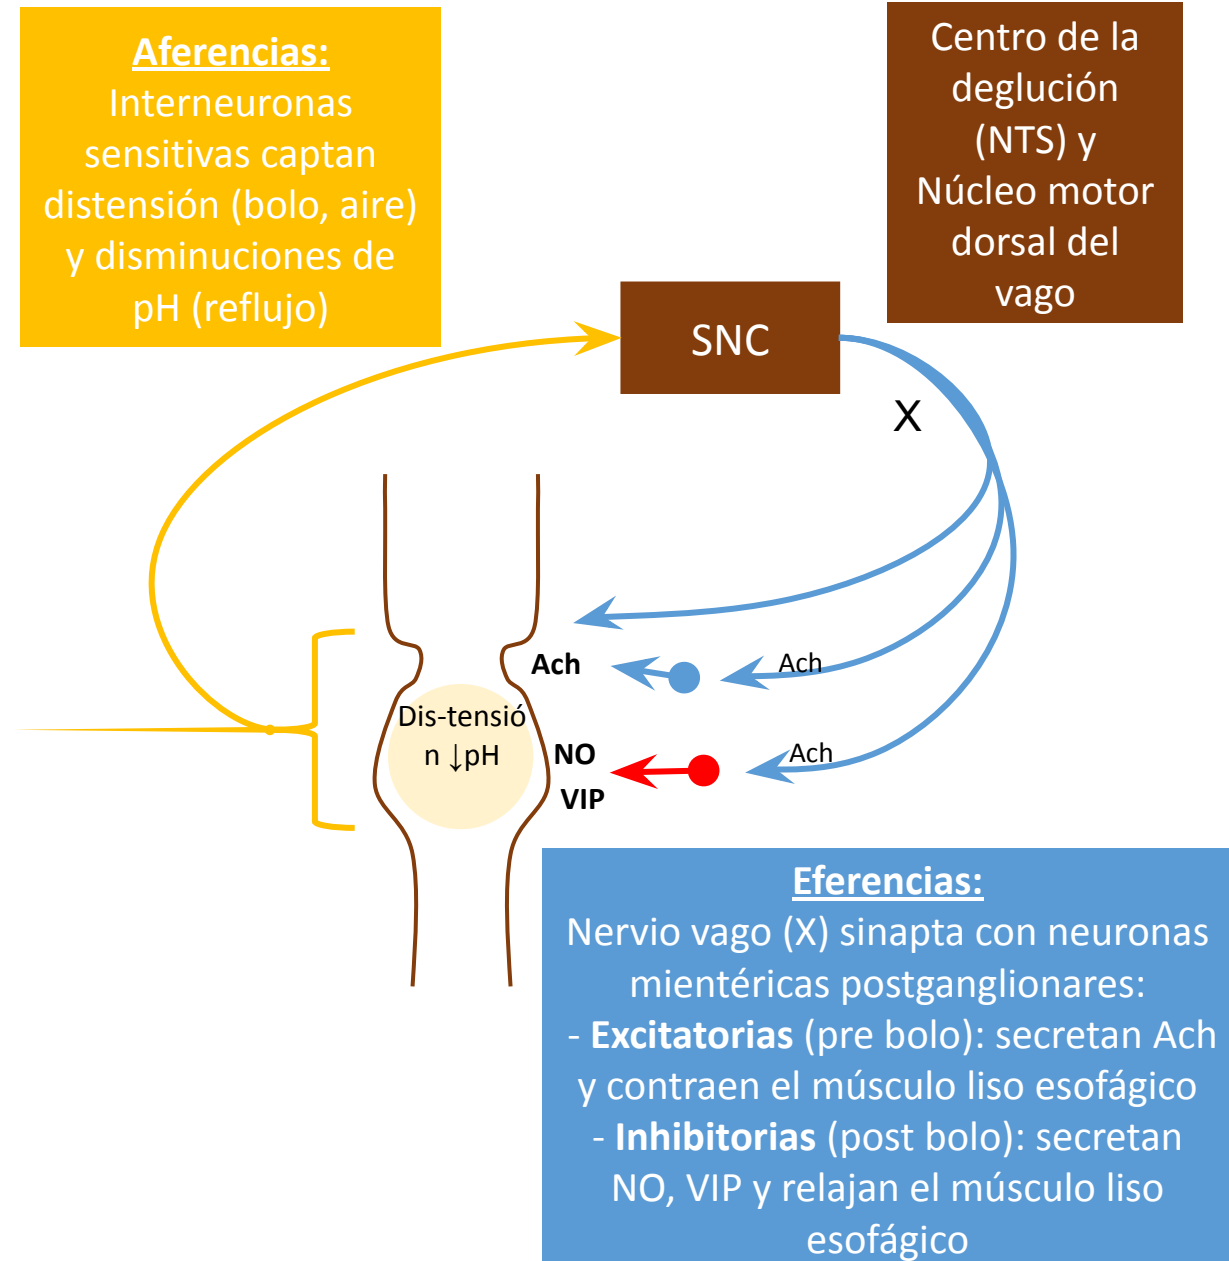 Aferencias:
Interneuronas
sensitivas captan
distensión (bolo, aire)
y disminuciones de
pH (reflujo)
Centro de la
deglución
(NTS) y
Núcleo motor
dorsal del
vago
SNC
X
Ach
Ach
Dis-tensió
n ↓pH
NO
VIP
Ach
Eferencias:
Nervio vago (X) sinapta con neuronas
mientéricas postganglionares:
- Excitatorias (pre bolo): secretan Ach
y contraen el músculo liso esofágico
- Inhibitorias (post bolo): secretan
NO, VIP y relajan el músculo liso
esofágico